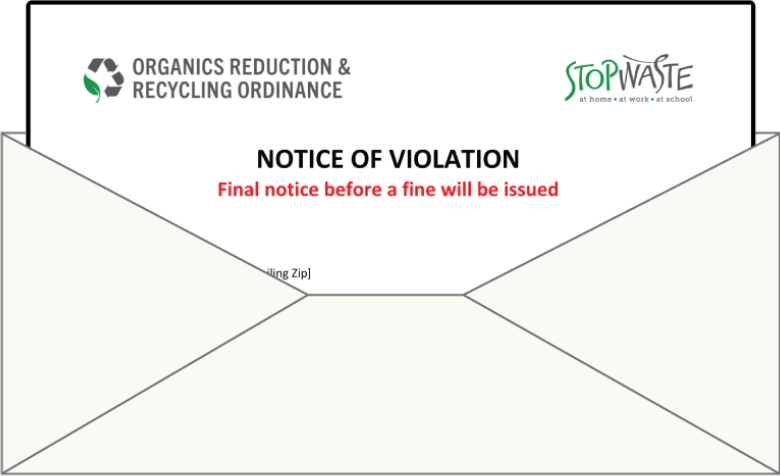 ORGANICS REDUCTION &
RECYCLING ORDINANCE
STOPWASTE
at home • at work • at school
NOTICE OF VIOLATION
Final notice before a fine will be issued
Zip]